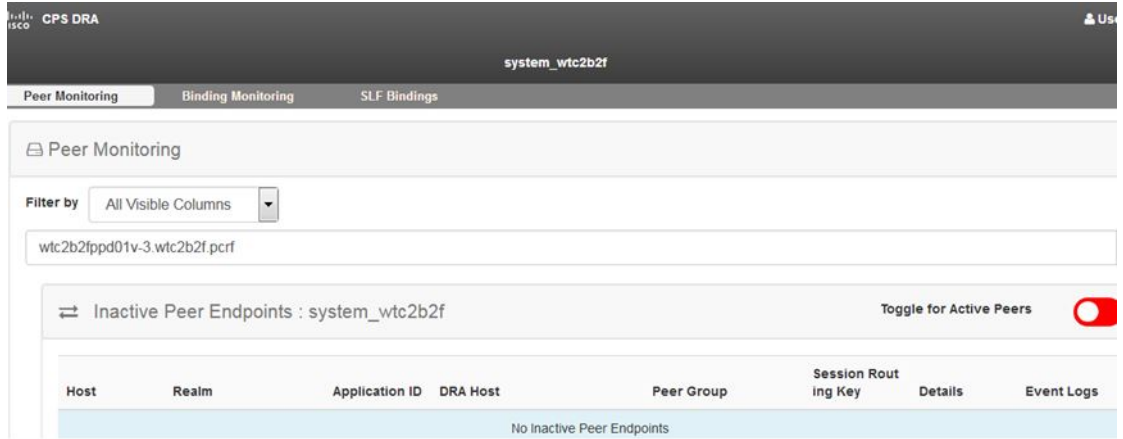 CPS DRA
system_wtc2b2f
Peer Monitoring Binding Monitoring SLF Bindings
Peer Monitoring
Filter by All Visible Columns
wtc2b2fppd01v-3.wtc2b2f.pcrf
Inactive Peer Endpoints : system_wtc2b2f Toggle for Active Peers
Host Realm Application ID DRA Host Peer Group Session Rout
ing Key Details Event Logs
No Inactive Peer Endpoints